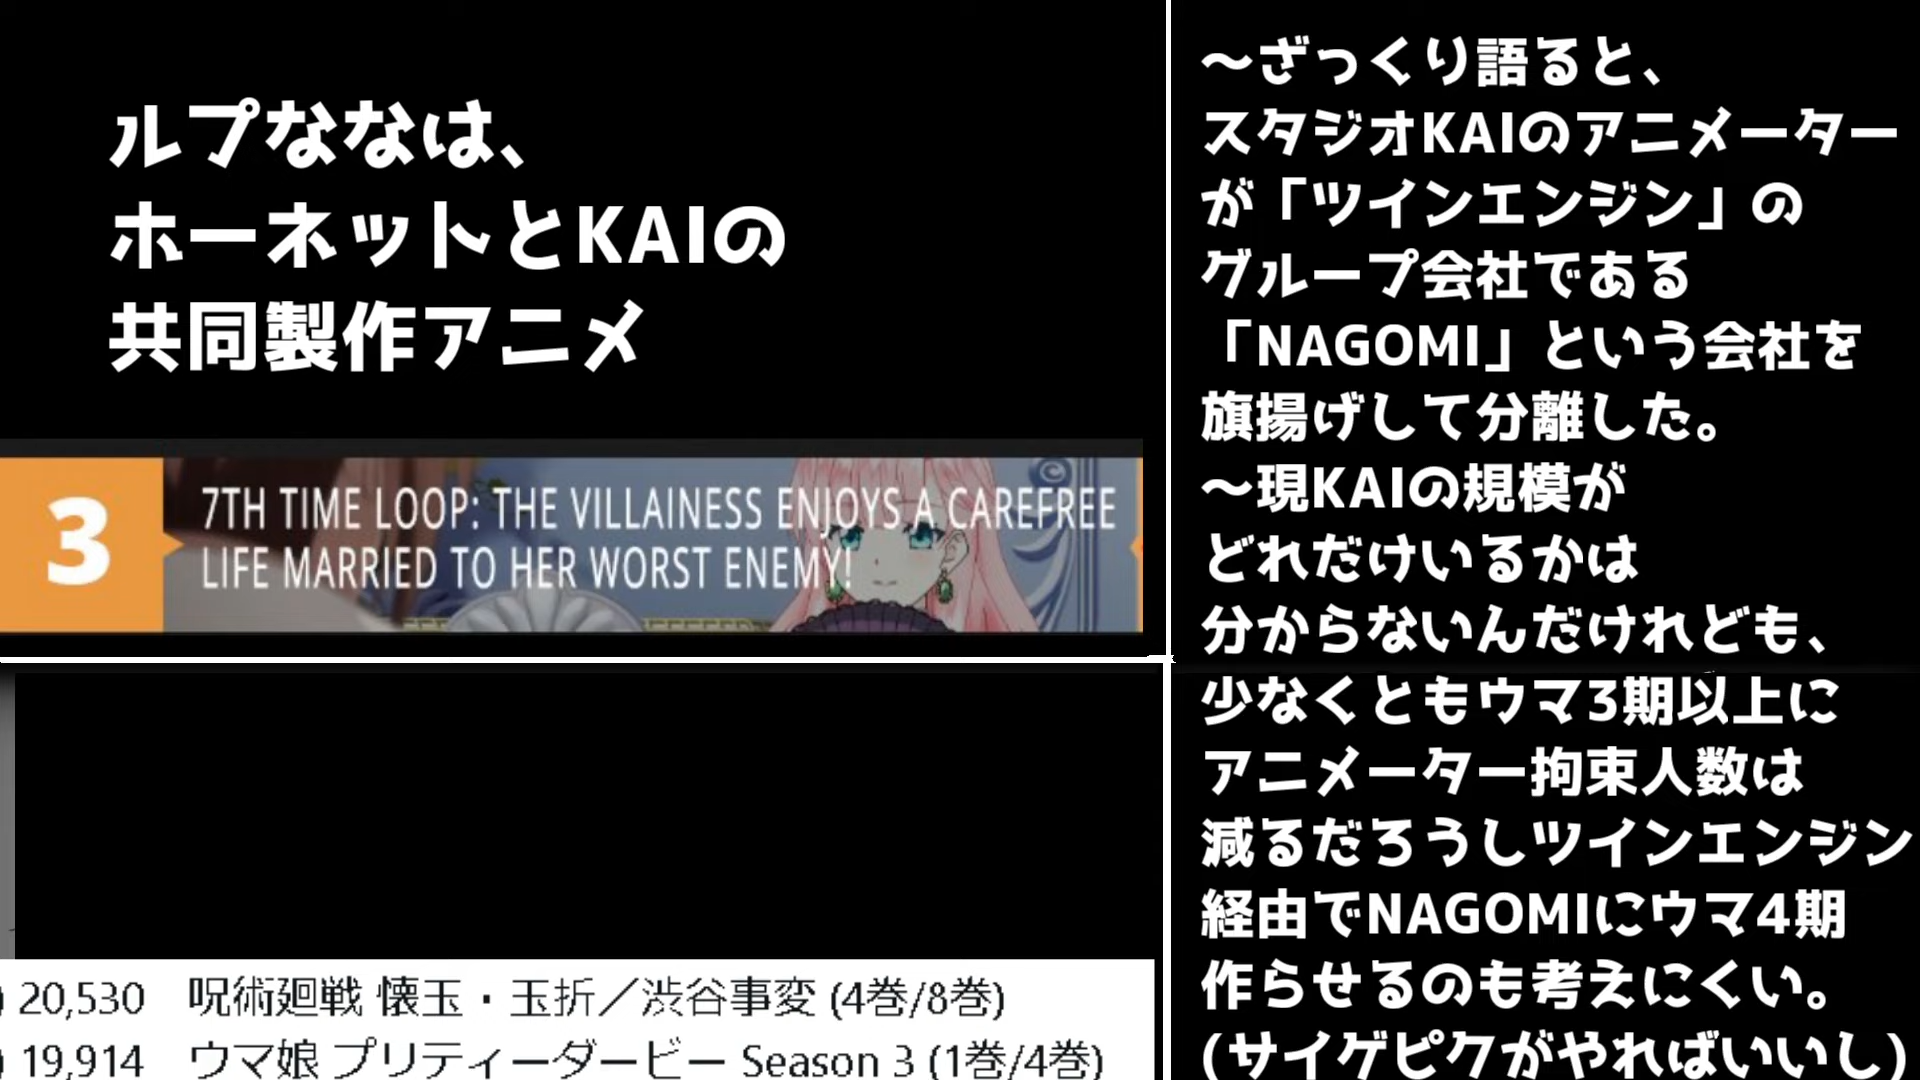 ルプななは、
ホーネットとKAIの
共同製作アニメ
3
7TH TIME LOOP: THE VILLAINESS ENJOYS A CAREFREE
LIFE MARRIED TO HER WORST ENEMY!
) 20,530 呪術廻戦 懐玉・玉折／渋谷事変 (4巻/8巻)
) 19,914 ウマ娘 プリティーダービー Season 3 (1巻/4巻)
～ざっくり語ると、
スタジオKAIのアニメーター
が「ツインエンジン」の
グループ会社である
「NAGOMI」という会社を
旗揚げして分離した。
～現KAIの規模が
どれだけいるかは
分からないんだけれども、
少なくともウマ3期以上に
アニメーター拘束人数は
減るだろうしツインエンジン
経由でNAGOMIにウマ4期
作らせるのも考えにくい。
(サイゲピクがやればいいし)